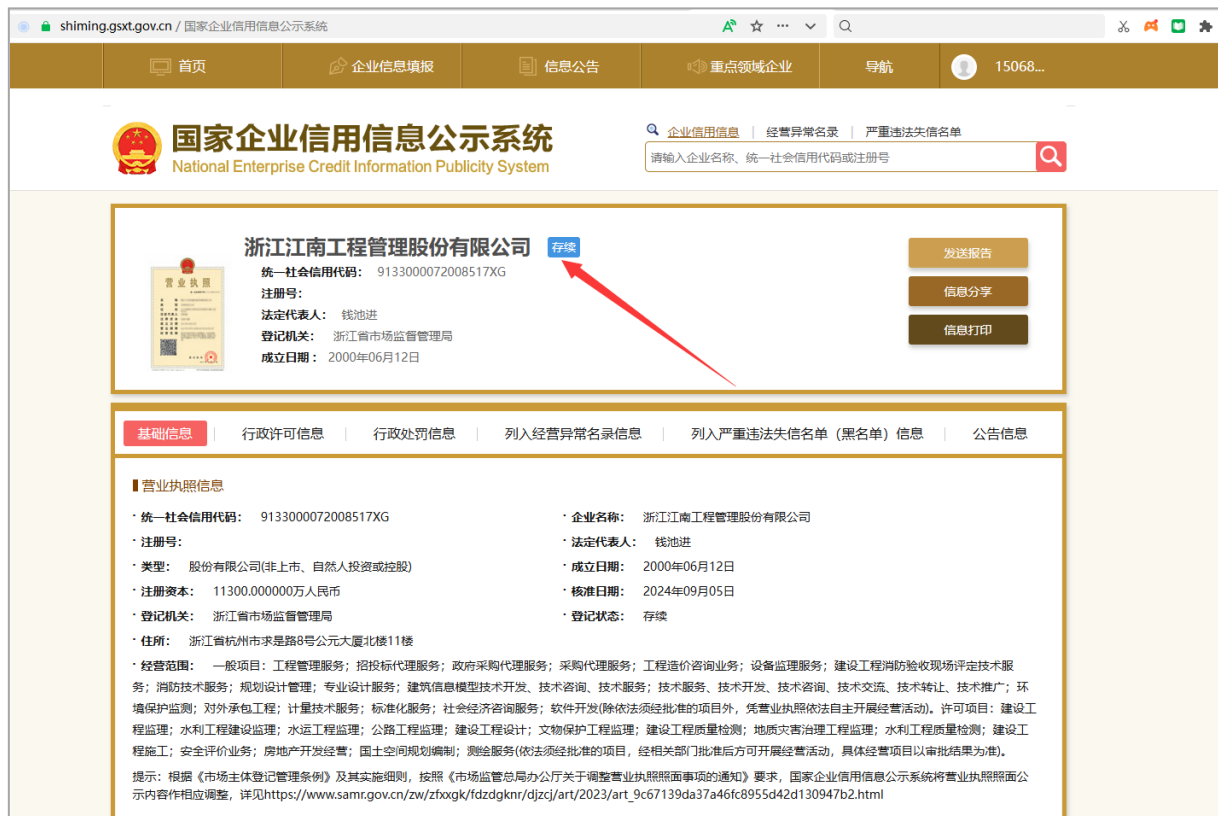 shiming.gsxt.gov.cn / 国家企业信用信息公示系统
首页
企业信息填报
信息公告
重点领域企业
导航
15068...
国家企业信用信息公示系统
National Enterprise Credit Information Publicity System
企业信用信息 | 经营异常名录 | 严重违法失信名单
请输入企业名称、统一社会信用代码或注册号
浙江江南工程管理股份有限公司 存续
统一社会信用代码： 9133000072008517XG
注册号：
法定代表人： 钱池进
登记机关： 浙江省市场监督管理局
成立日期： 2000年06月12日
营业执照
发送报告
信息分享
信息打印
基础信息 | 行政许可信息 | 行政处罚信息 | 列入经营异常名录信息 | 列入严重违法失信名单（黑名单）信息 | 公告信息
营业执照信息
· 统一社会信用代码： 9133000072008517XG
· 企业名称： 浙江江南工程管理股份有限公司
· 注册号：
· 法定代表人： 钱池进
· 类型： 股份有限公司(非上市、自然人投资或控股)
· 成立日期： 2000年06月12日
· 注册资本： 11300.000000万人民币
· 核准日期： 2024年09月05日
· 登记机关： 浙江省市场监督管理局
· 登记状态： 存续
· 住所： 浙江省杭州市求是路8号公元大厦北楼11楼
· 经营范围： 一般项目：工程管理服务；招投标代理服务；政府采购代理服务；采购代理服务；工程造价咨询业务；设备监理服务；建设工程消防验收现场评定技术服
务；消防技术服务；规划设计管理；专业设计服务；建筑信息模型技术开发、技术咨询、技术服务；技术服务、技术开发、技术咨询、技术交流、技术转让、技术推广；环
境保护监测；对外承包工程；计量技术服务；标准化服务；社会经济咨询服务；软件开发(除依法须经批准的项目外，凭营业执照依法自主开展经营活动)。许可项目：建设工
程监理；水利工程建设监理；水运工程监理；公路工程监理；建设工程设计；文物保护工程监理；建设工程质量检测；地质灾害治理工程监理；水利工程质量检测；建设工
程施工；安全评价业务；房地产开发经营；国土空间规划编制；测绘服务(依法须经批准的项目，经相关部门批准后方可开展经营活动，具体经营项目以审批结果为准)。
提示：根据《市场主体登记管理条例》及其实施细则，按照《市场监管总局办公厅关于调整营业执照照面事项的通知》要求，国家企业信用信息公示系统将营业执照照面公
示内容作相应调整，详见https://www.samr.gov.cn/zw/zfxxgk/fdzdgknr/djzcj/art/2023/art_9c67139da37a46fc8955d42d130947b2.html